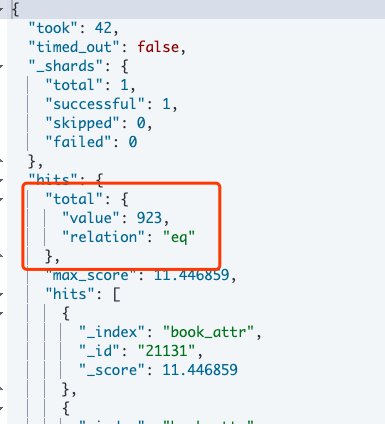 {
"took": 42,
"timed_out": false,
"_shards": {
"total": 1,
"successful": 1,
"skipped": 0,
"failed": 0
},
"hits": {
"total": {
"value": 923,
"relation": "eq"
},
"max_score": 11.446859,
"hits": [
{
"_index": "book_attr",
"_id": "21131",
"_score": 11.446859
},
{